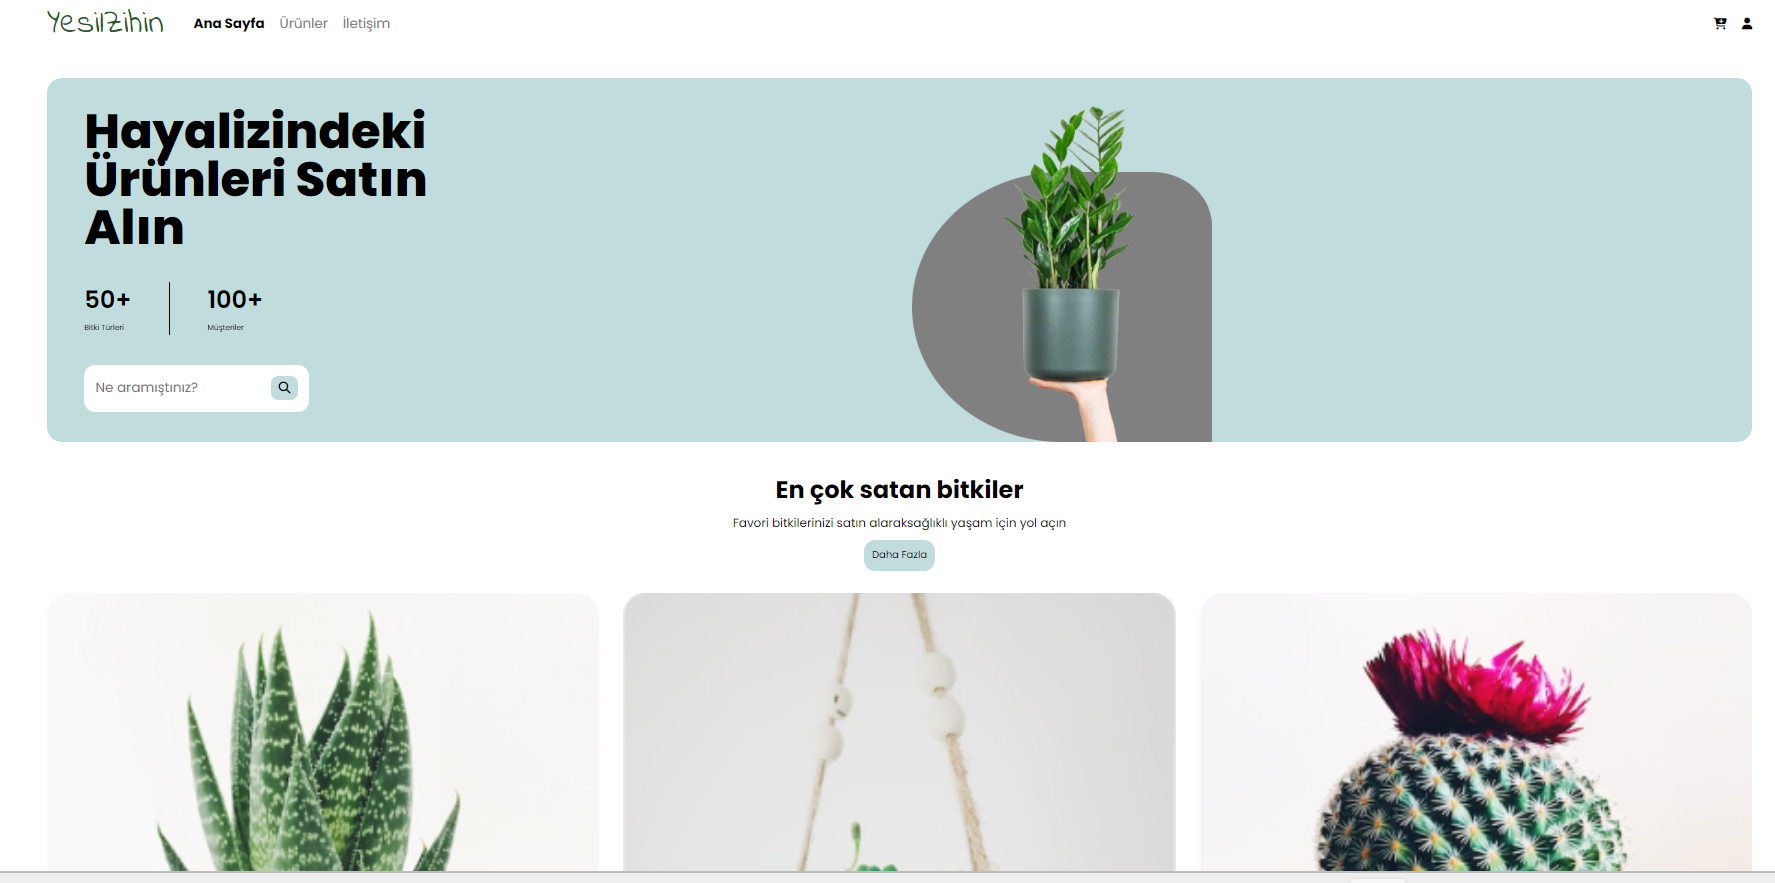 YesilZihin
Ana Sayfa Ürünler İletişim
Hayalizindeki
Ürünleri Satın
Alın
50+ 100+
Bitki Türleri Müşteriler
Ne aramıştınız?
En çok satan bitkiler
Favori bitkilerinizi satın alaraksağlıklı yaşam için yol açın
Daha Fazla